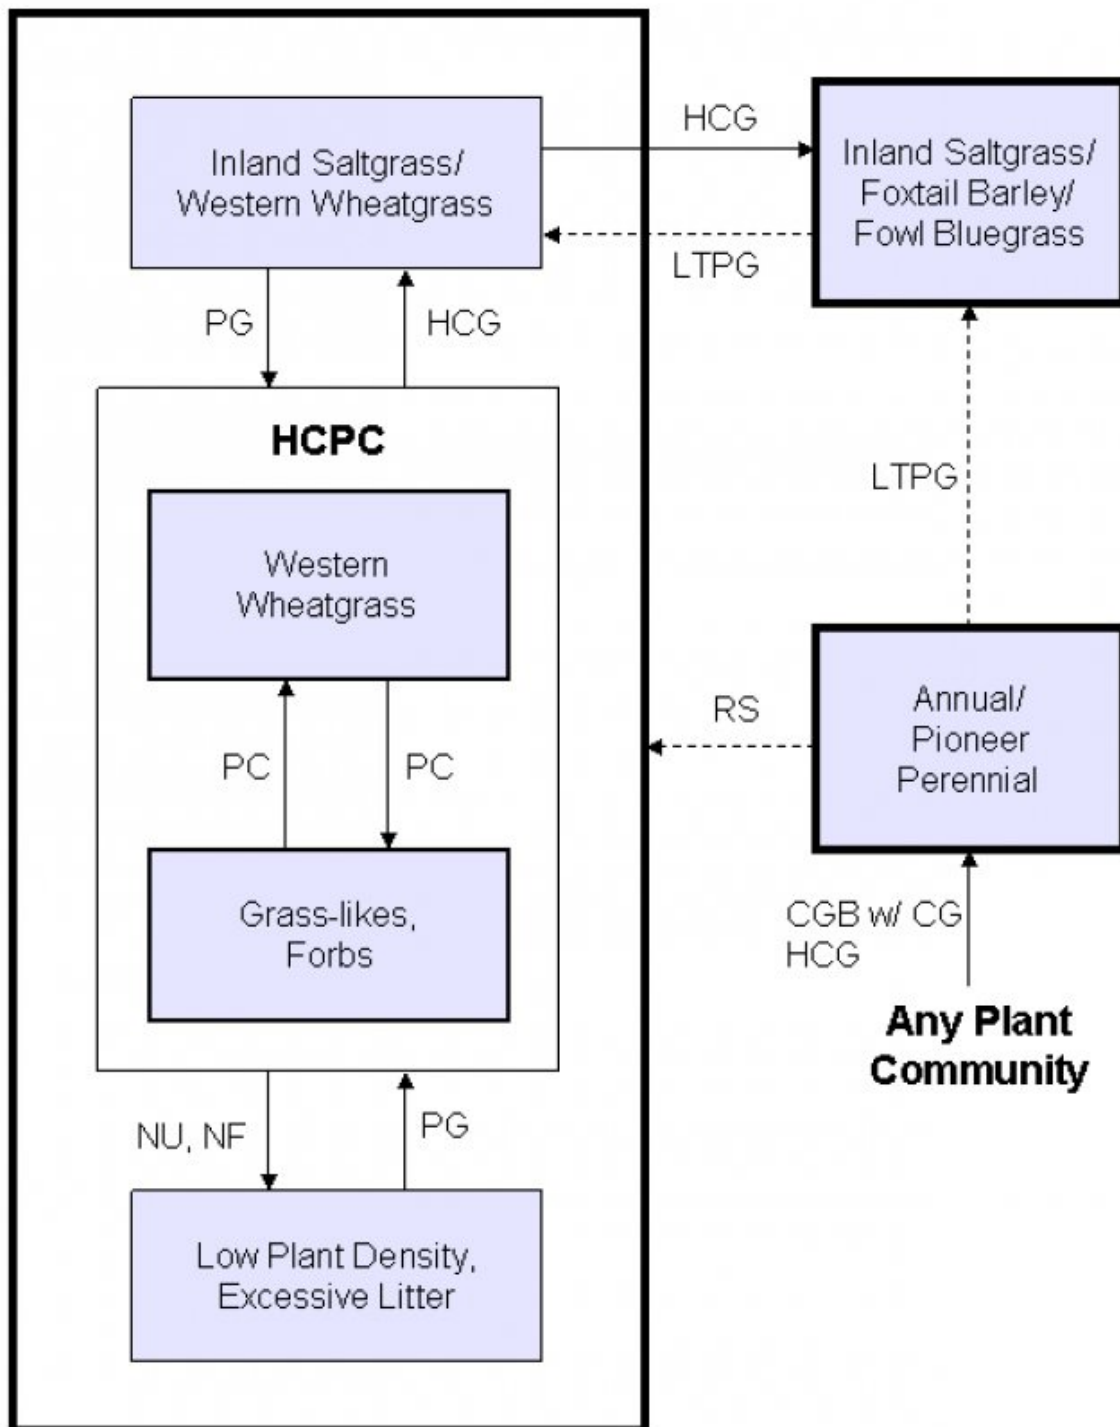 HCG
Inland Saltgrass/
Western Wheatgrass
Inland Saltgrass/
Foxtail Barley/
Fowl Bluegrass
LTPG
PG
HCG
HCPC
LTPG
Western
Wheatgrass
RS
Annual/
Pioneer
Perennial
PC
PC
Grass-likes,
Forbs
CGB w/ CG
HCG
Any Plant
Community
NU, NF
PG
Low Plant Density,
Excessive Litter